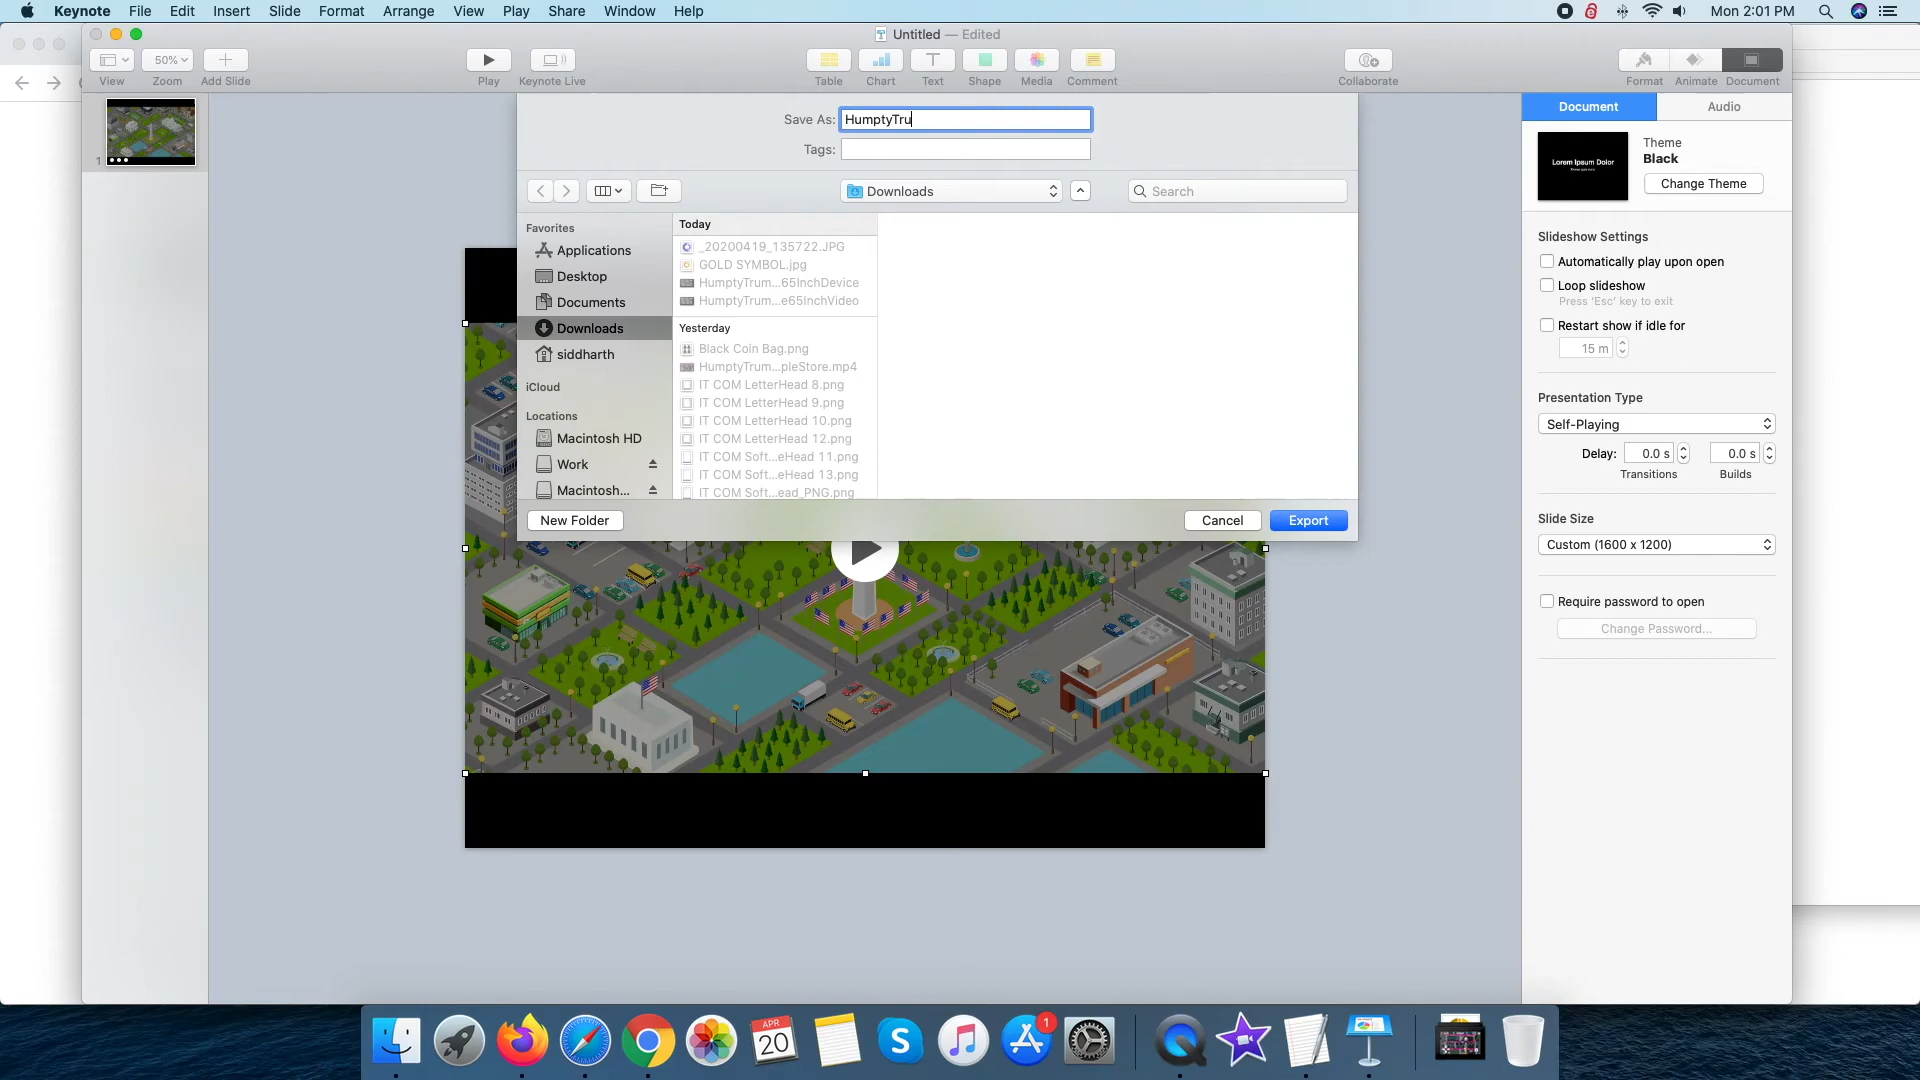 Keynote File Edit Insert Slide Format Arrange View Play Share Window Help
Mon 2:01 PM
Untitled — Edited
50%
View Zoom Add Slide
Play Keynote Live
Table Chart Text Shape Media Comment
Collaborate
Format Animate Document
1
Save As: HumptyTru
Tags:
Downloads
Search
Favorites
Applications
Desktop
Documents
Downloads
siddharth
iCloud
Locations
Macintosh HD
Work
Macintosh...
Today
_20200419_135722.JPG
GOLD SYMBOL.jpg
HumptyTrum...65InchDevice
HumptyTrum...e65InchVideo
Yesterday
Black Coin Bag.png
HumptyTrum...pleStore.mp4
IT COM LetterHead 8.png
IT COM LetterHead 9.png
IT COM LetterHead 10.png
IT COM LetterHead 12.png
IT COM Soft...eHead 11.png
IT COM Soft...eHead 13.png
IT COM Soft...ead_PNG.png
New Folder
Cancel
Export
Document
Audio
Lorem Ipsum Dolor
Theme
Black
Change Theme
Slideshow Settings
Automatically play upon open
Loop slideshow
Press 'Esc' key to exit
Restart show if idle for
15 m
Presentation Type
Self-Playing
Delay: 0.0 s 0.0 s
Transitions Builds
Slide Size
Custom (1600 x 1200)
Require password to open
Change Password...
APR
20
1